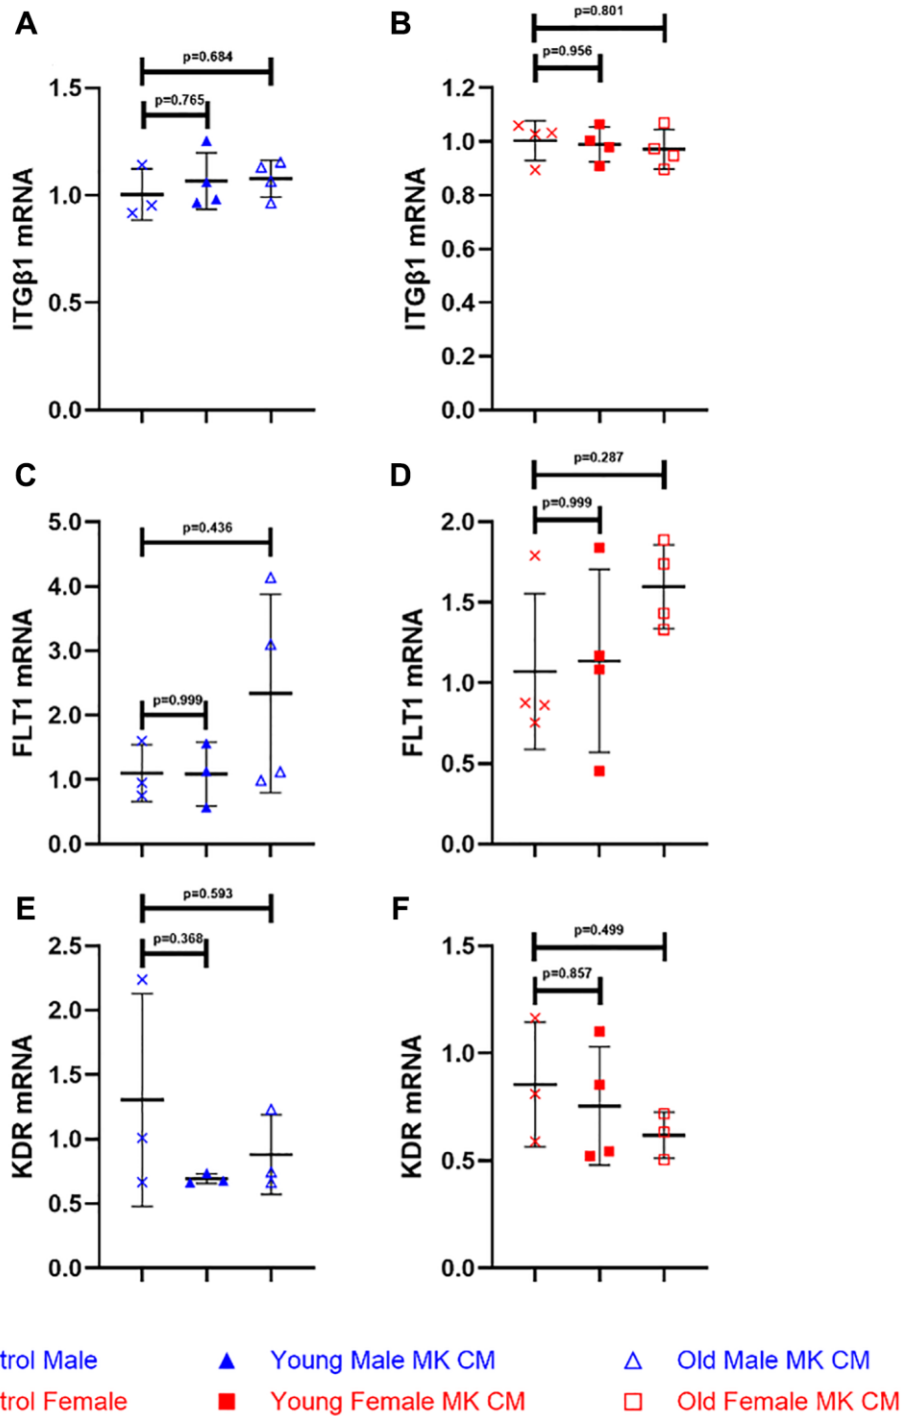 A
B
p=0.684
p=0.765
p=0.801
p=0.956
ITGβ1 mRNA
1.5
1.0
0.5
0.0
ITGβ1 mRNA
1.2
1.0
0.8
0.6
0.4
0.2
0.0
C
D
p=0.436
p=0.999
p=0.287
p=0.999
FLT1 mRNA
5.0
4.0
3.0
2.0
1.0
0.0
FLT1 mRNA
2.0
1.5
1.0
0.5
0.0
E
F
p=0.593
p=0.368
p=0.499
p=0.857
KDR mRNA
2.5
2.0
1.5
1.0
0.5
0.0
KDR mRNA
1.5
1.0
0.5
0.0
trol Male
Young Male MK CM
Old Male MK CM
trol Female
Young Female MK CM
Old Female MK CM